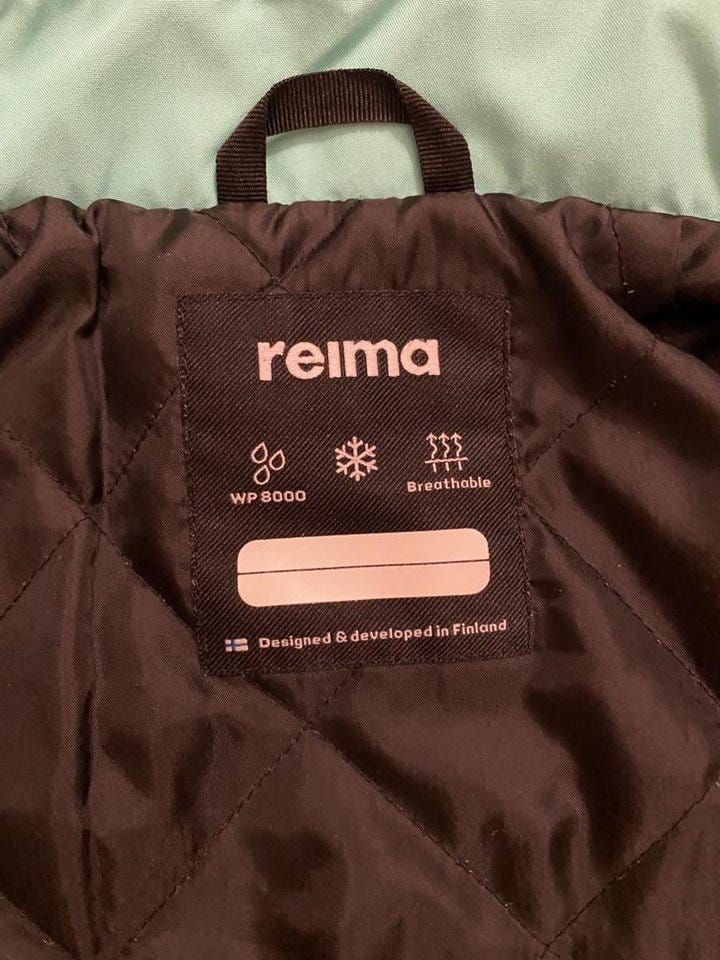 reima
WP 8000
Breathable
Designed & developed in Finland